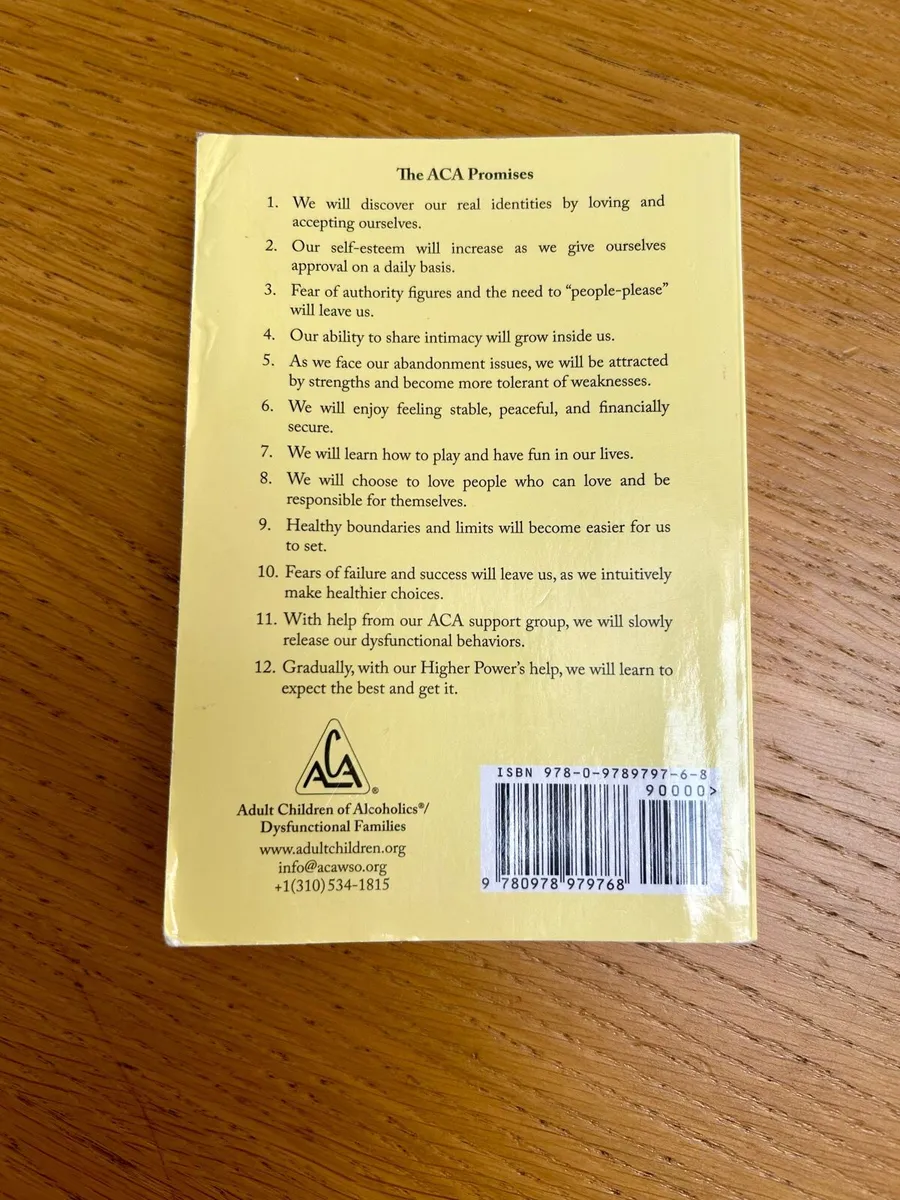 The ACA Promises
1. We will discover our real identities by loving and
accepting ourselves.
2. Our self-esteem will increase as we give ourselves
approval on a daily basis.
3. Fear of authority figures and the need to “people-please”
will leave us.
4. Our ability to share intimacy will grow inside us.
5. As we face our abandonment issues, we will be attracted
by strengths and become more tolerant of weaknesses.
6. We will enjoy feeling stable, peaceful, and financially
secure.
7. We will learn how to play and have fun in our lives.
8. We will choose to love people who can love and be
responsible for themselves.
9. Healthy boundaries and limits will become easier for us
to set.
10. Fears of failure and success will leave us, as we intuitively
make healthier choices.
11. With help from our ACA support group, we will slowly
release our dysfunctional behaviors.
12. Gradually, with our Higher Power’s help, we will learn to
expect the best and get it.
ACA®
Adult Children of Alcoholics®/
Dysfunctional Families
www.adultchildren.org
info@acawso.org
+1(310) 534-1815
ISBN 978-0-9789797-6-8
90000>
9 780978 979768